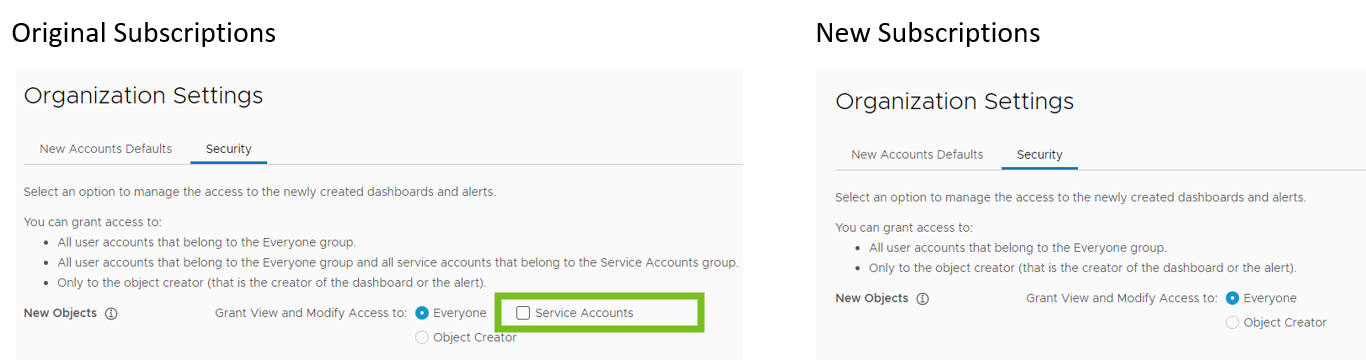 Original Subscriptions
Organization Settings
New Accounts Defaults Security
Select an option to manage the access to the newly created dashboards and alerts.
You can grant access to:
• All user accounts that belong to the Everyone group.
• All user accounts that belong to the Everyone group and all service accounts that belong to the Service Accounts group.
• Only to the object creator (that is the creator of the dashboard or the alert).
New Objects Grant View and Modify Access to: Everyone Service Accounts
Object Creator
New Subscriptions
Organization Settings
New Accounts Defaults Security
Select an option to manage the access to the newly created dashboards and alerts.
You can grant access to:
• All user accounts that belong to the Everyone group.
• Only to the object creator (that is the creator of the dashboard or the alert).
New Objects Grant View and Modify Access to: Everyone
Object Creator